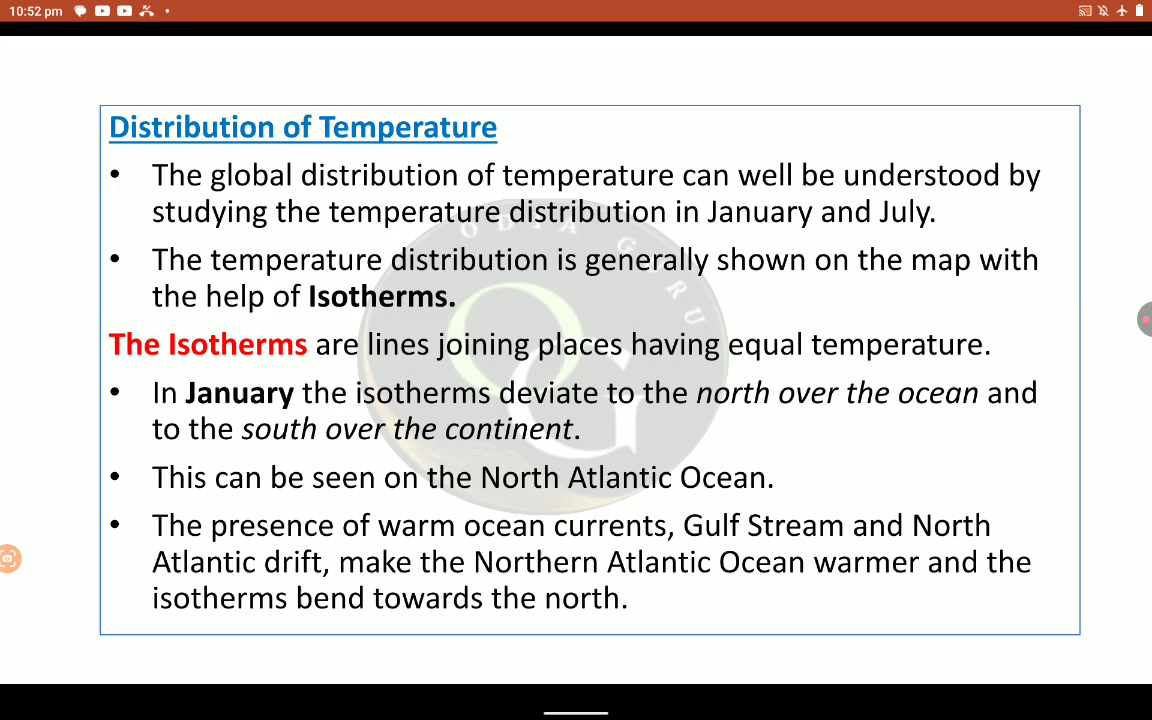 10:52 pm
Distribution of Temperature
• The global distribution of temperature can well be understood by
studying the temperature distribution in January and July.
• The temperature distribution is generally shown on the map with
the help of Isotherms.
The Isotherms are lines joining places having equal temperature.
• In January the isotherms deviate to the north over the ocean and
to the south over the continent.
• This can be seen on the North Atlantic Ocean.
• The presence of warm ocean currents, Gulf Stream and North
Atlantic drift, make the Northern Atlantic Ocean warmer and the
isotherms bend towards the north.
ODIA GURU
OG